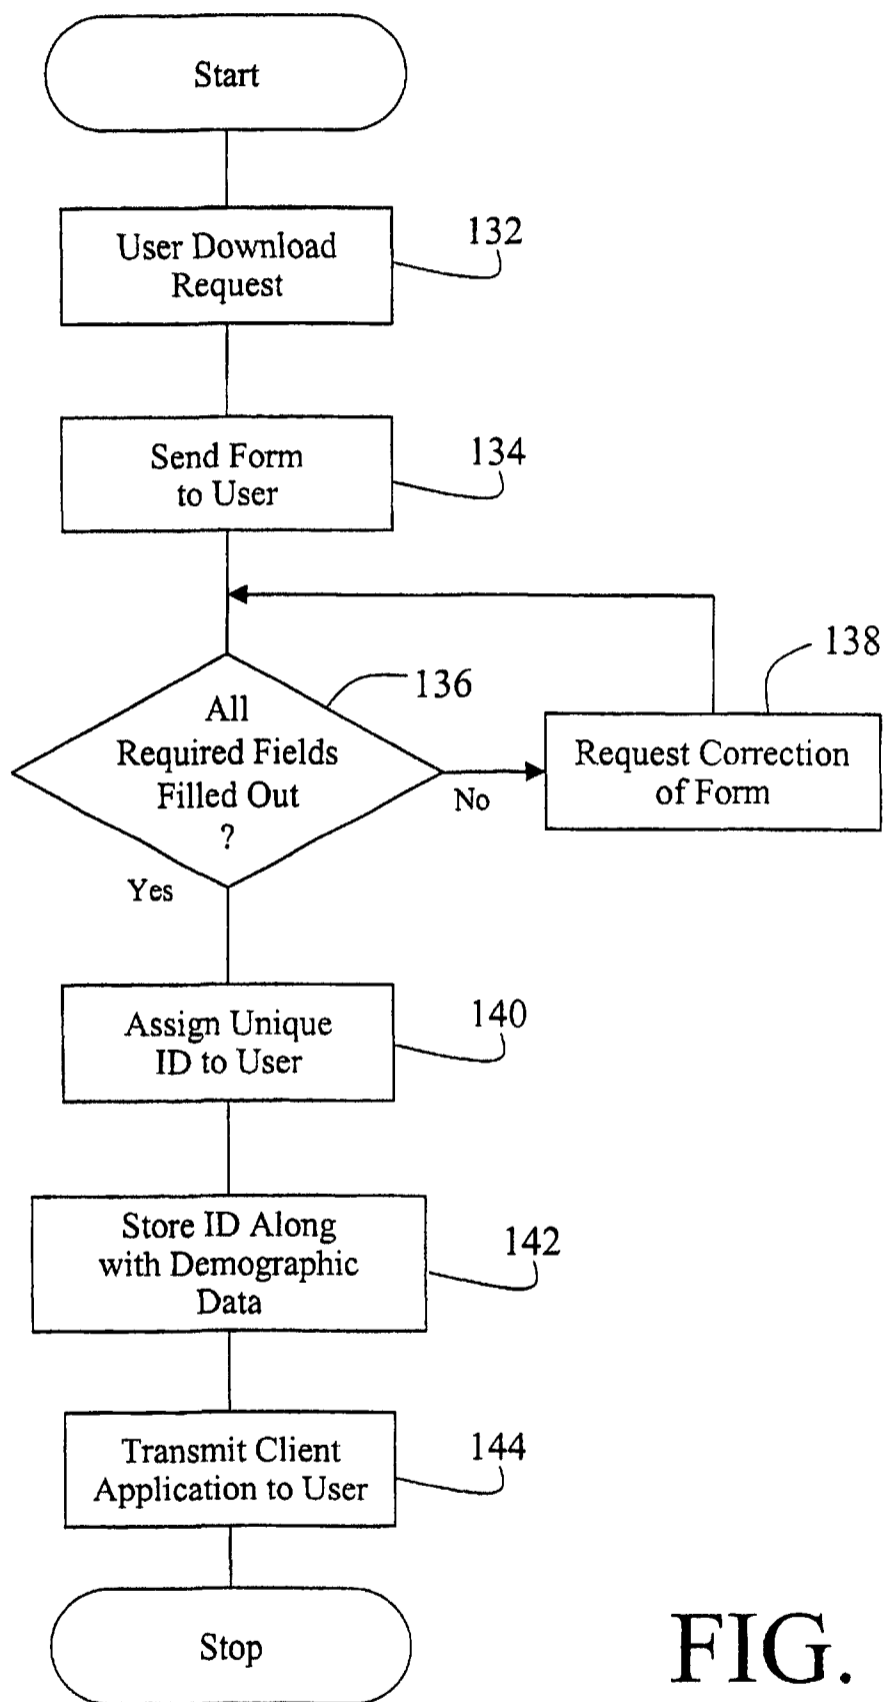 Start
User Download
Request
132
Send Form
to User
134
136
All
Required Fields
Filled Out
?
No
Yes
138
Request Correction
of Form
Assign Unique
ID to User
140
Store ID Along
with Demographic
Data
142
Transmit Client
Application to User
144
Stop
FIG.